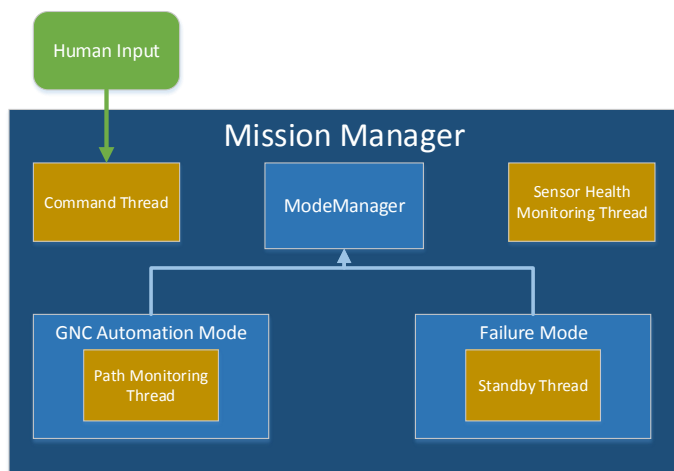 Human Input
Mission Manager
Command Thread
ModeManager
Sensor Health
Monitoring Thread
GNC Automation Mode
Path Monitoring
Thread
Failure Mode
Standby Thread